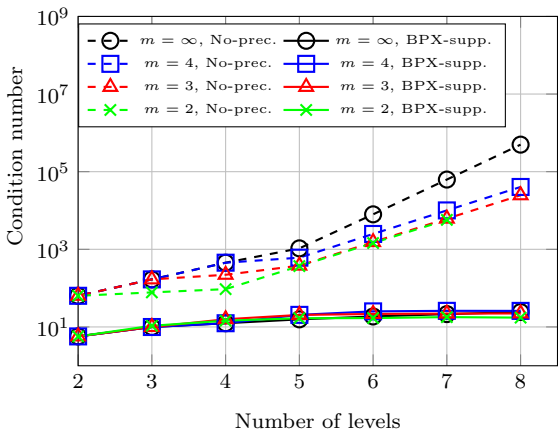 10^9
10^7
10^5
10^3
10^1
Condition number
m = ∞, No-prec. m = ∞, BPX-supp.
m = 4, No-prec. m = 4, BPX-supp.
m = 3, No-prec. m = 3, BPX-supp.
m = 2, No-prec. m = 2, BPX-supp.
2 3 4 5 6 7 8
Number of levels